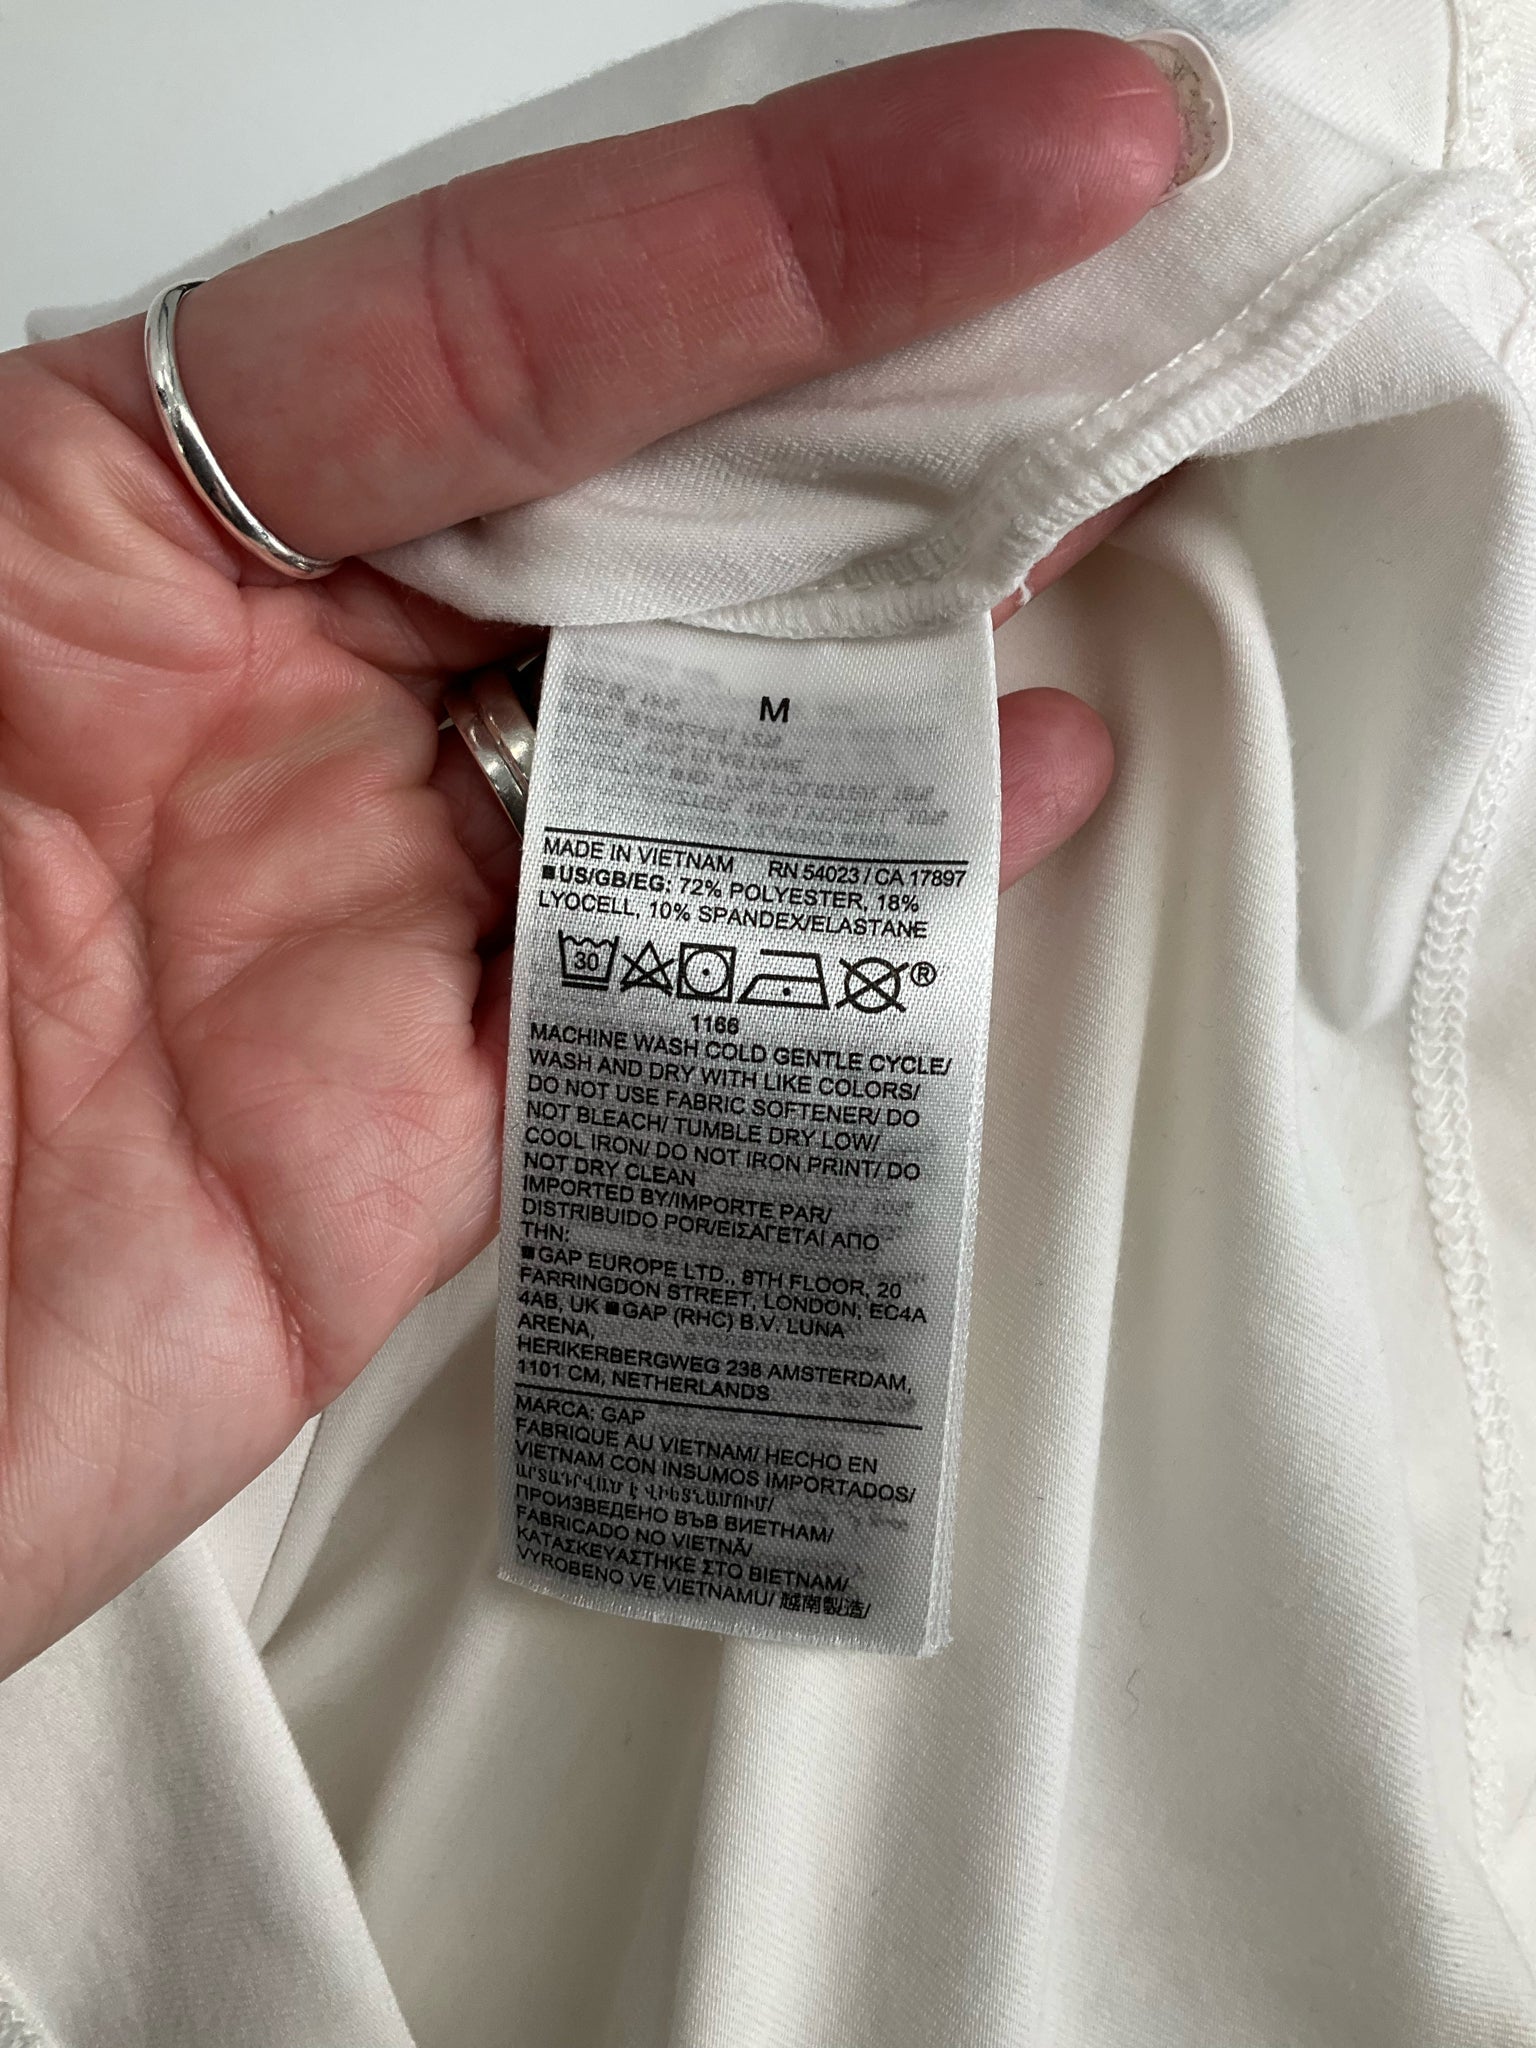 M
MADE IN VIETNAM RN 54023 / CA 17897
■US/GB/EG: 72% POLYESTER, 18%
LYOCELL, 10% SPANDEX/ELASTANE
30 ®
1166
MACHINE WASH COLD GENTLE CYCLE/
WASH AND DRY WITH LIKE COLORS/
DO NOT USE FABRIC SOFTENER/ DO
NOT BLEACH/ TUMBLE DRY LOW/
COOL IRON/ DO NOT IRON PRINT/ DO
NOT DRY CLEAN
IMPORTED BY/IMPORTE PAR/
DISTRIBUIDO POR/ΕΙΣΑΓΕΤΑΙ ΑΠΟ
ΤΗΝ:
■GAP EUROPE LTD., 8TH FLOOR, 20
FARRINGDON STREET, LONDON, EC4A
4AB, UK ■GAP (RHC) B.V. LUNA
ARENA,
HERIKERBERGWEG 238 AMSTERDAM,
1101 CM, NETHERLANDS
MARCA: GAP
FABRIQUE AU VIETNAM/ HECHO EN
VIETNAM CON INSUMOS IMPORTADOS/
ԱՐՏԱԴՐՎԱԾ Է ՎԻԵՏՆԱՄՈՒՄ/
ПРОИЗВЕДЕНО ВЪВ ВИЕТНАМ/
FABRICADO NO VIETNÃ/
ΚΑΤΑΣΚΕΥΑΣΤΗΚΕ ΣΤΟ ΒΙΕΤΝΑΜ/
VYROBENO VE VIETNAMU/ 越南製造/